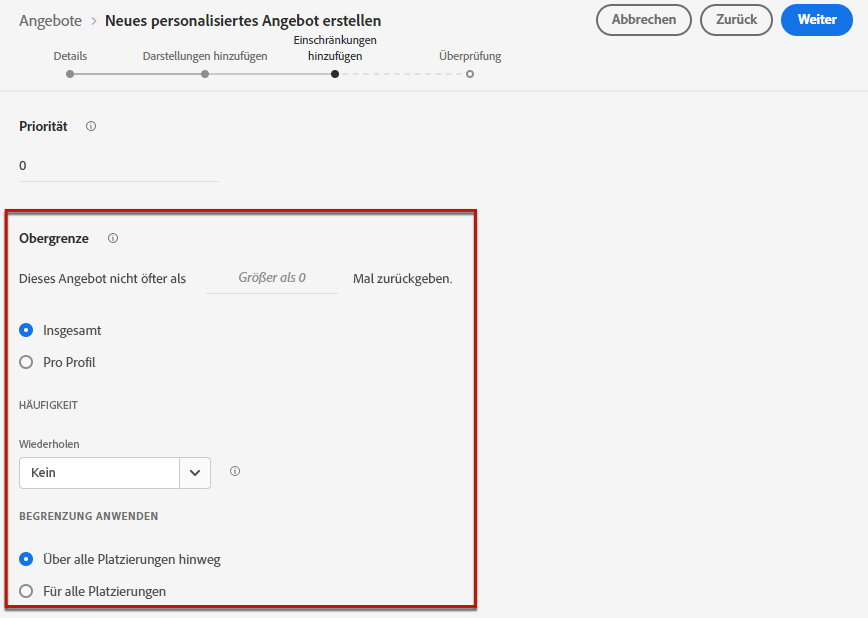 Angebote > Neues personalisiertes Angebot erstellen
Abbrechen
Zurück
Weiter
Details
Darstellungen hinzufügen
Einschränkungen
hinzufügen
Überprüfung
Priorität
0
Obergrenze
Dieses Angebot nicht öfter als Größer als 0 Mal zurückgeben.
Insgesamt
Pro Profil
HÄUFIGKEIT
Wiederholen
Kein
BEGRENZUNG ANWENDEN
Über alle Platzierungen hinweg
Für alle Platzierungen